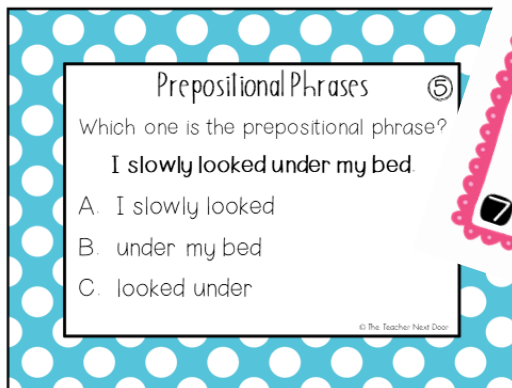 Prepositional Phrases ⑤
Which one is the prepositional phrase?
I slowly looked under my bed.
A. I slowly looked
B. under my bed
C. looked under
© The Teacher Next Door
7